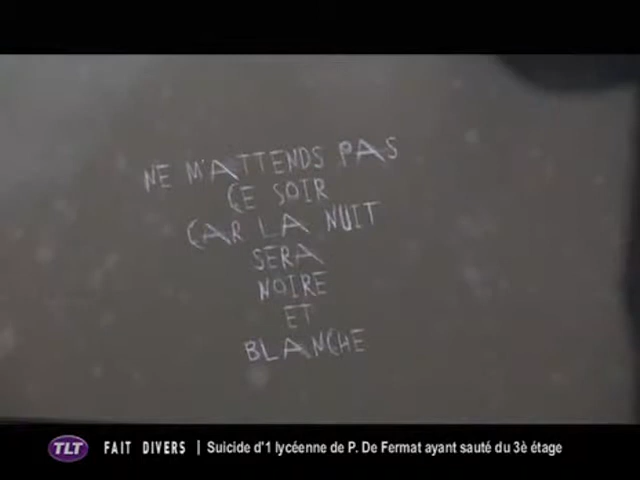 NE M'ATTENDS PAS
CE SOIR
CAR LA NUIT
SERA
NOIRE
ET
BLANCHE
TLT FAIT DIVERS | Suicide d'1 lycéenne de P. De Fermat ayant sauté du 3è étage